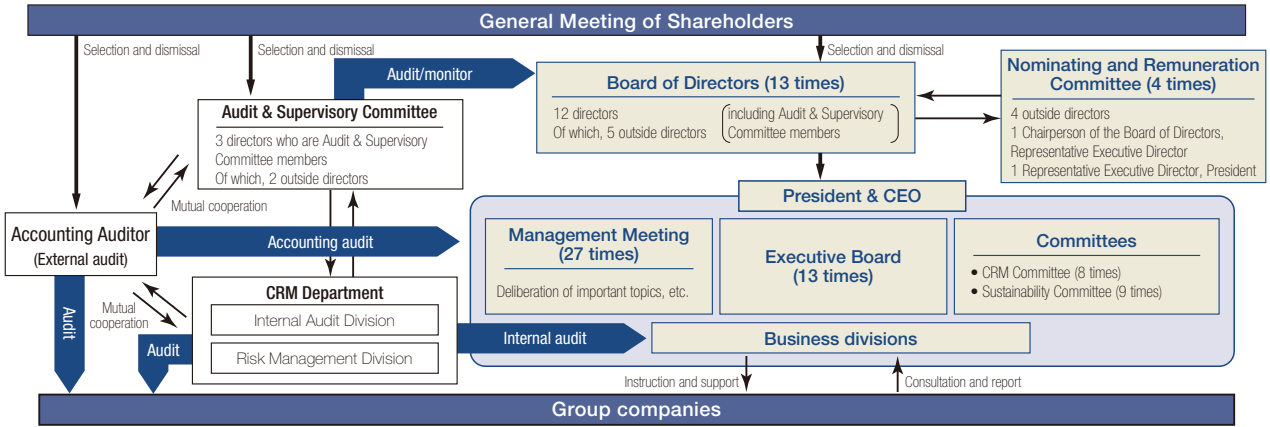 General Meeting of Shareholders
Selection and dismissal
Selection and dismissal
Selection and dismissal
Audit/monitor
Board of Directors (13 times)
12 directors
Of which, 5 outside directors
including Audit & Supervisory
Committee members
Nominating and Remuneration
Committee (4 times)
4 outside directors
1 Chairperson of the Board of Directors,
Representative Executive Director
1 Representative Executive Director, President
Audit & Supervisory Committee
3 directors who are Audit & Supervisory
Committee members
Of which, 2 outside directors
Mutual cooperation
President & CEO
Accounting Auditor
(External audit)
Accounting audit
Management Meeting
(27 times)
Deliberation of important topics, etc.
Executive Board
(13 times)
Committees
• CRM Committee (8 times)
• Sustainability Committee (9 times)
CRM Department
Internal Audit Division
Risk Management Division
Mutual
cooperation
Audit
Audit
Internal audit
Business divisions
Instruction and support
Consultation and report
Group companies